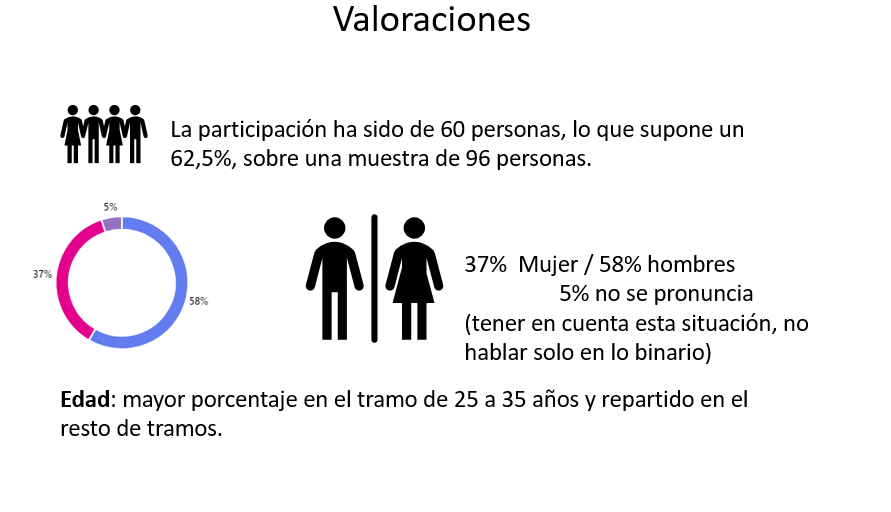 Valoraciones
La participación ha sido de 60 personas, lo que supone un
62,5%, sobre una muestra de 96 personas.
5%
37%
58%
37%  Mujer / 58% hombres
5% no se pronuncia
(tener en cuenta esta situación, no
hablar solo en lo binario)
Edad: mayor porcentaje en el tramo de 25 a 35 años y repartido en el
resto de tramos.